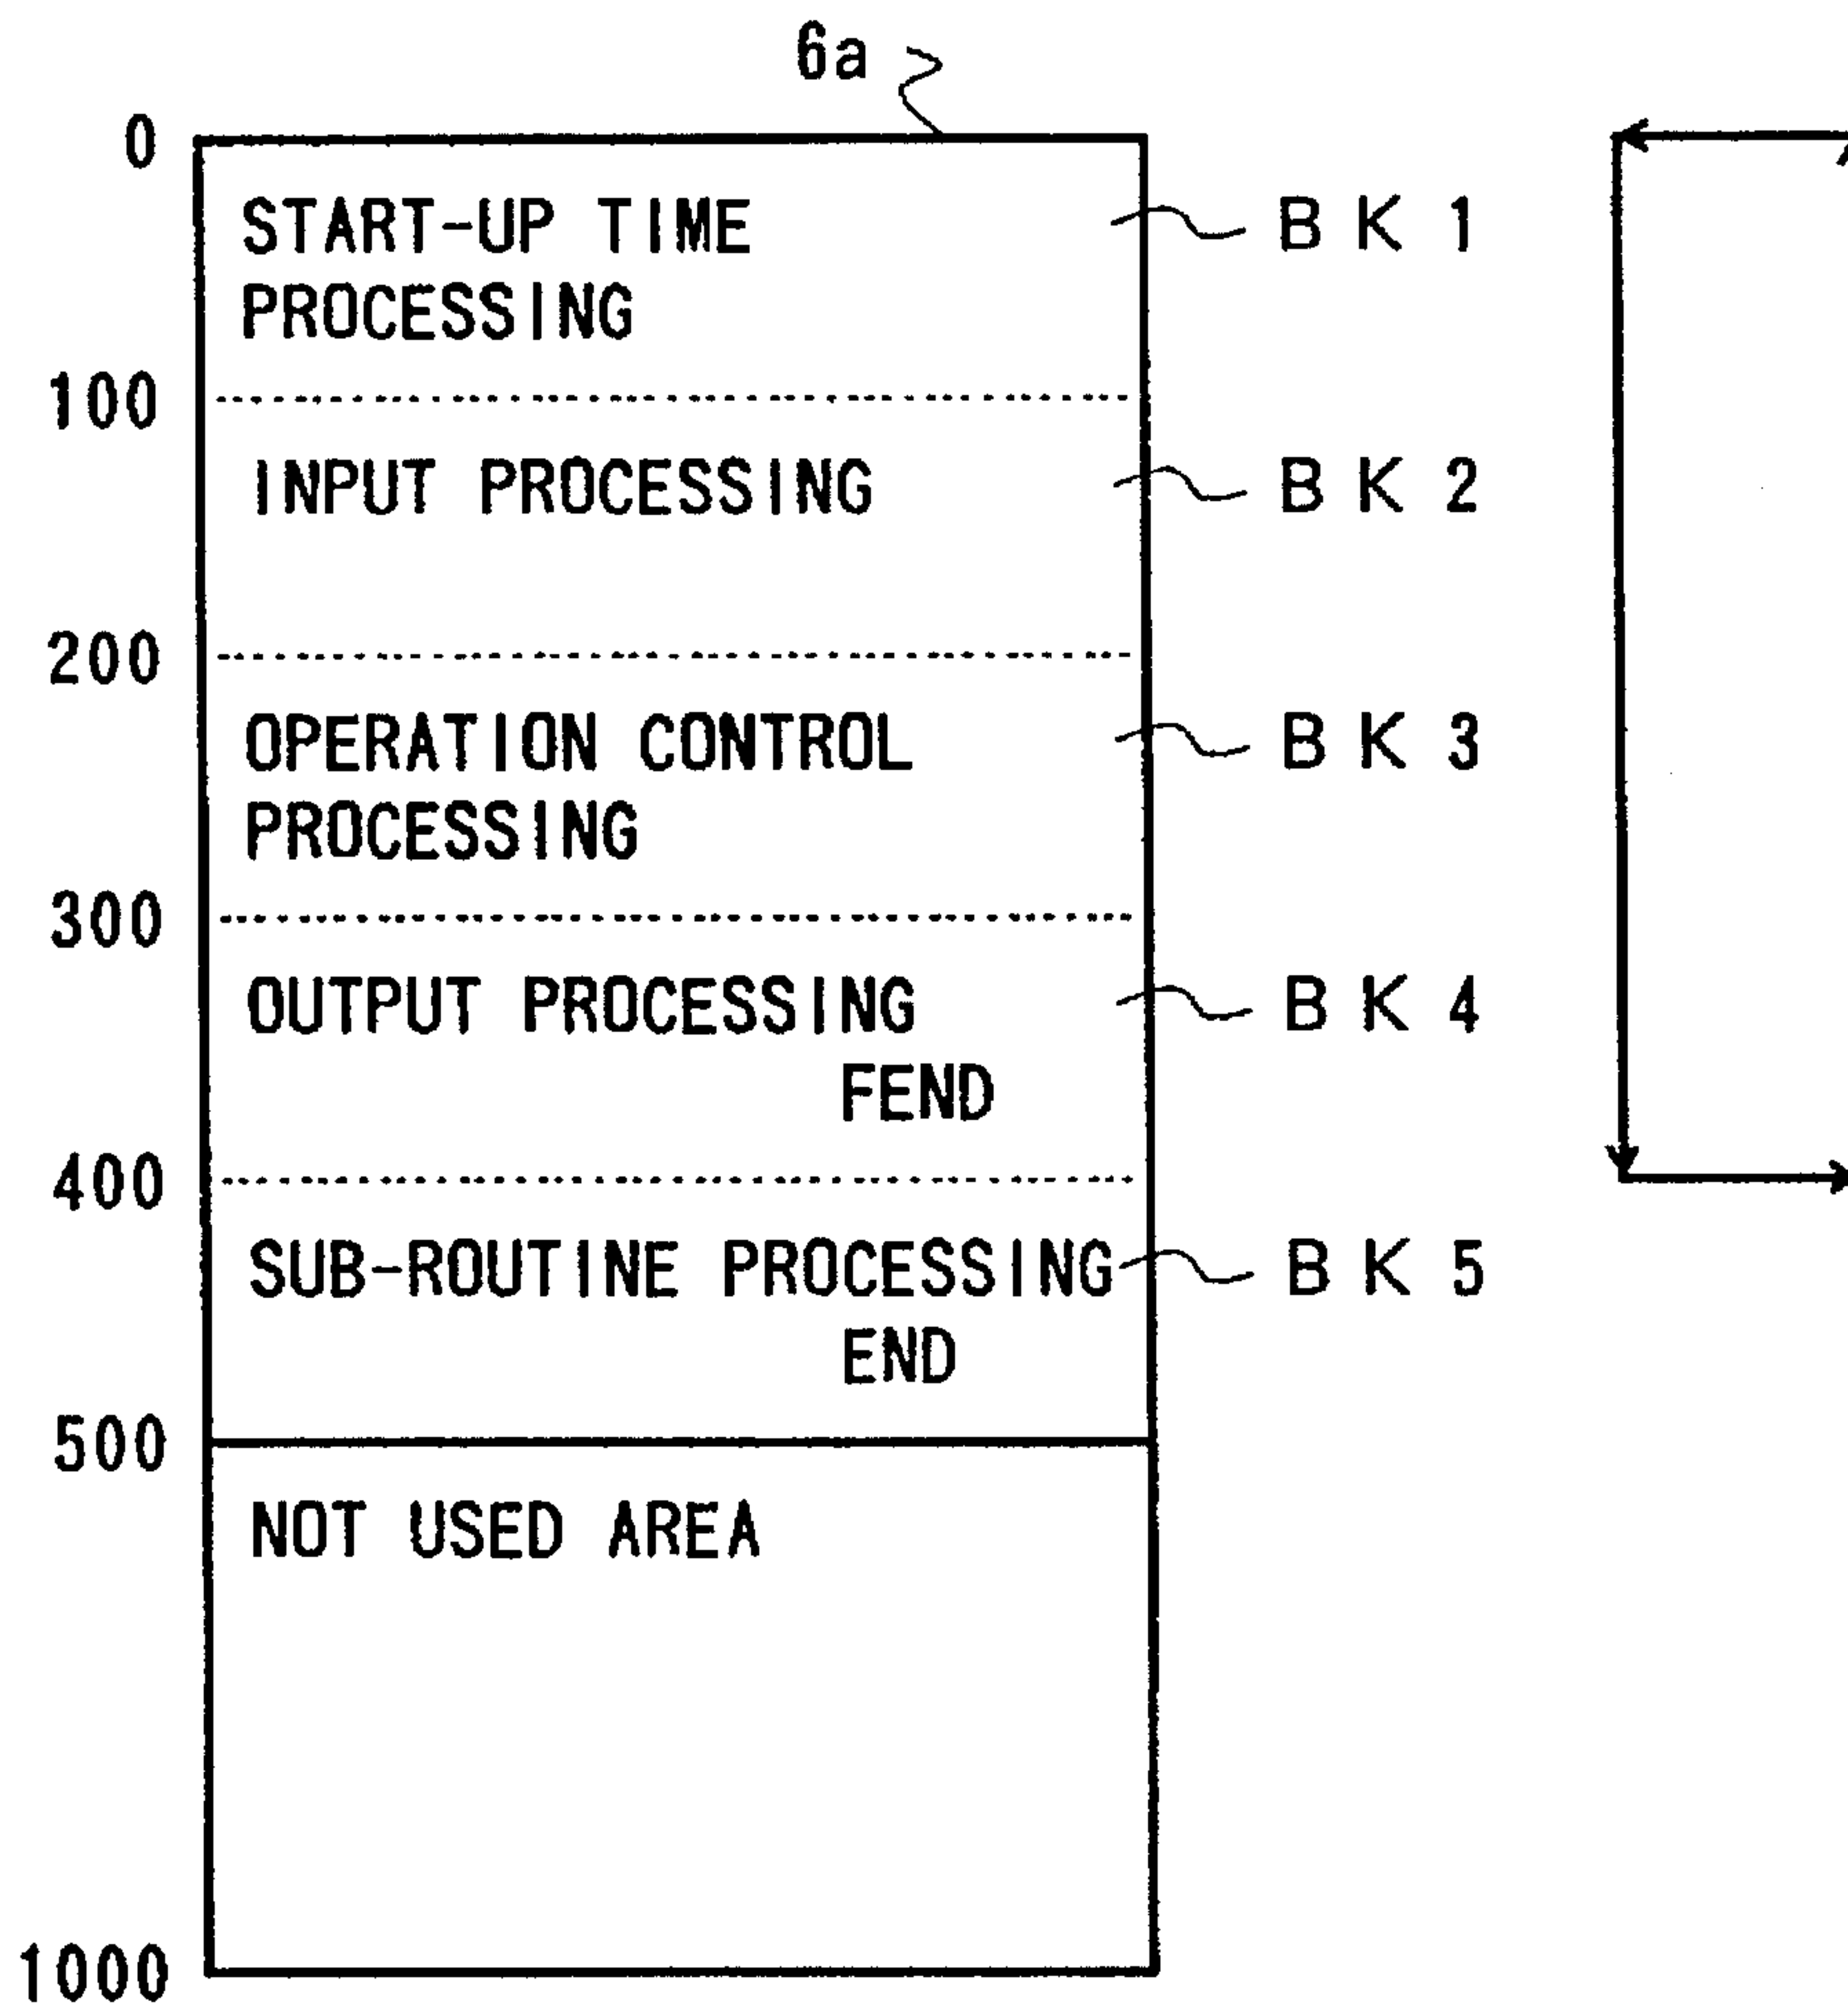 6a
0
START-UP TIME BK1
PROCESSING
100
INPUT PROCESSING BK2
200
OPERATION CONTROL BK3
PROCESSING
300
OUTPUT PROCESSING BK4
FEND
400
SUB-ROUTINE PROCESSING BK5
END
500
NOT USED AREA
1000